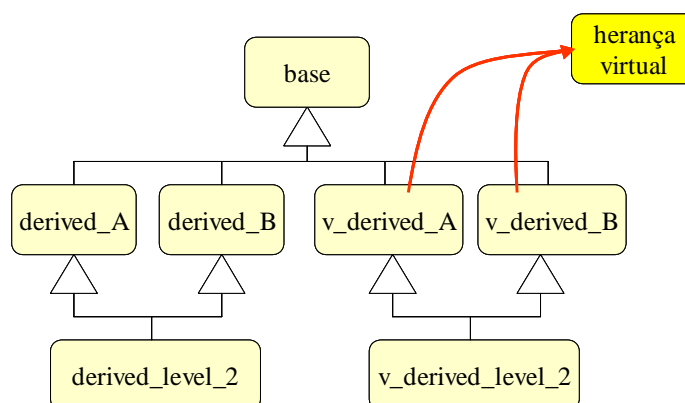 herança
virtual
base
derived_A
derived_B
v_derived_A
v_derived_B
derived_level_2
v_derived_level_2